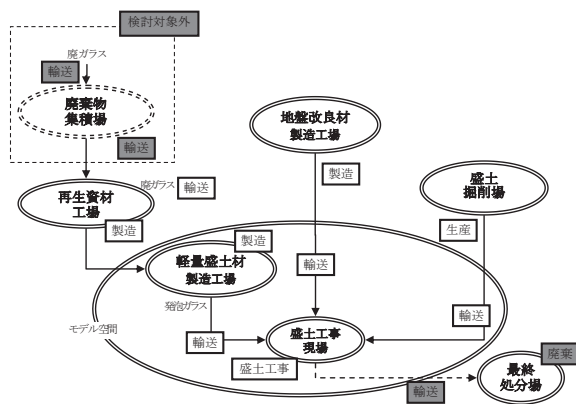 検討対象外
廃ガラス
輸送
廃棄物
集積場
輸送
地盤改良材
製造工場
製造
盛土
掘削場
生産
再生資材
工場
廃ガラス
輸送
製造
製造
軽量盛土材
製造工場
輸送
発泡ガラス
輸送
モデル空間
輸送
盛土工事
現場
盛土工事
廃棄
最終
処分場
輸送